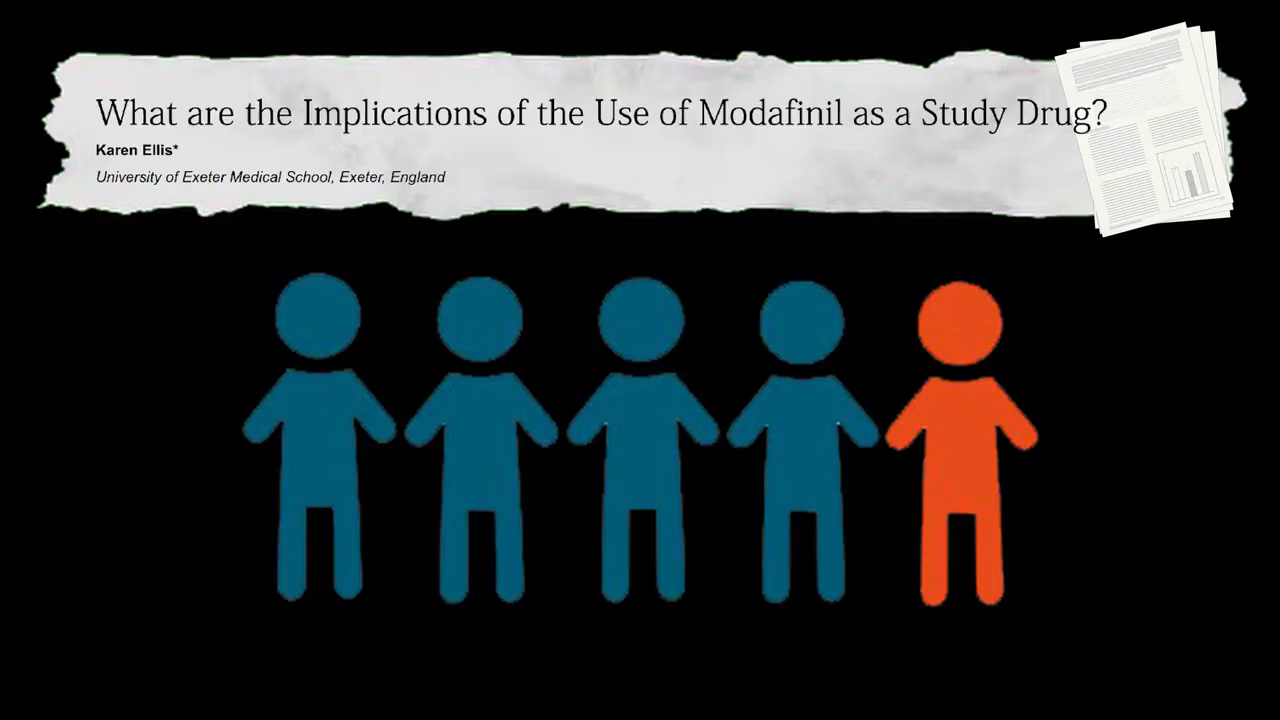 What are the Implications of the Use of Modafinil as a Study Drug?
Karen Ellis*
University of Exeter Medical School, Exeter, England